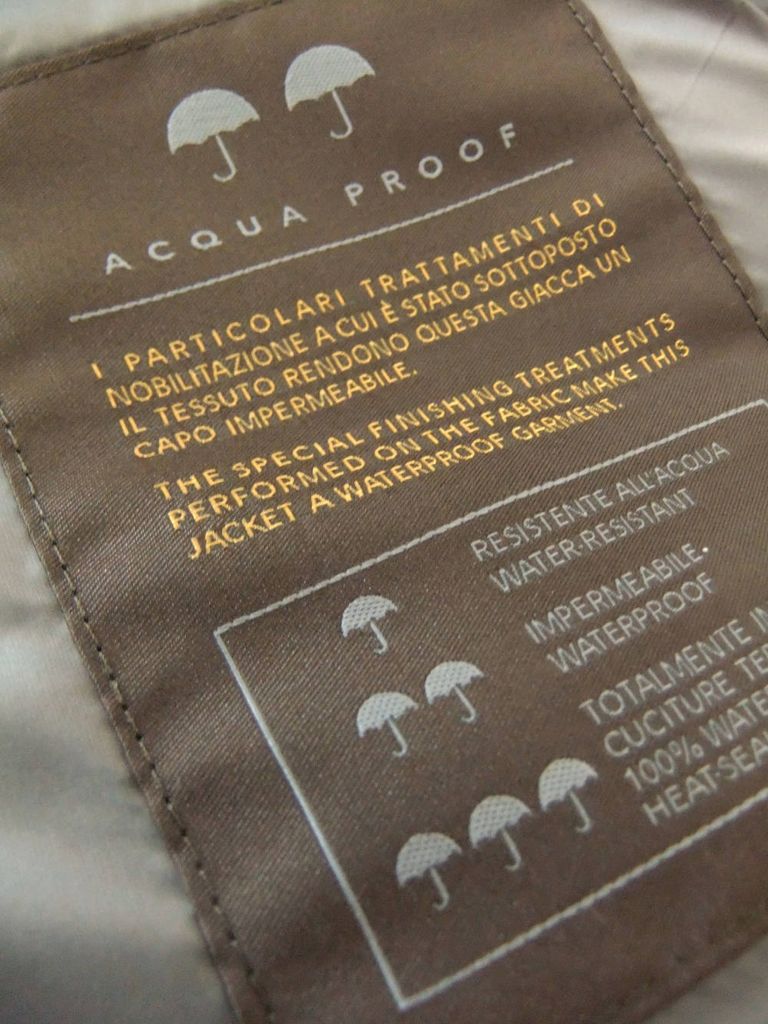 ACQUA PROOF
I PARTICOLARI TRATTAMENTI DI
NOBILITAZIONE A CUI È STATO SOTTOPOSTO
IL TESSUTO RENDONO QUESTA GIACCA UN
CAPO IMPERMEABILE.
THE SPECIAL FINISHING TREATMENTS
PERFORMED ON THE FABRIC MAKE THIS
JACKET A WATERPROOF GARMENT.
RESISTENTE ALL'ACQUA
WATER-RESISTANT
IMPERMEABILE.
WATERPROOF
TOTALMENTE
CUCITURE
100%